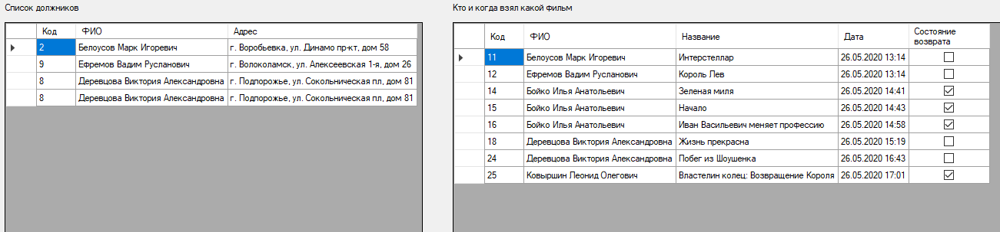 Список должников
Код ФИО Адрес
2 Белоусов Марк Игоревич г. Воробьевка, ул. Динамо пр-кт, дом 58
9 Ефремов Вадим Русланович г. Волоколамск, ул. Алексеевская 1-я, дом 26
8 Деревцова Виктория Александровна г. Подпорожье, ул. Сокольническая пл, дом 81
8 Деревцова Виктория Александровна г. Подпорожье, ул. Сокольническая пл, дом 81
Кто и когда взял какой фильм
Код ФИО Название Дата Состояние возврата
11 Белоусов Марк Игоревич Интерстеллар 26.05.2020 13:14
12 Ефремов Вадим Русланович Король Лев 26.05.2020 13:14
14 Бойко Илья Анатольевич Зеленая миля 26.05.2020 14:41
15 Бойко Илья Анатольевич Начало 26.05.2020 14:43
16 Бойко Илья Анатольевич Иван Васильевич меняет профессию 26.05.2020 14:58
18 Деревцова Виктория Александровна Жизнь прекрасна 26.05.2020 15:19
24 Деревцова Виктория Александровна Побег из Шоушенка 26.05.2020 16:43
25 Ковыршин Леонид Олегович Властелин колец: Возвращение Короля 26.05.2020 17:01